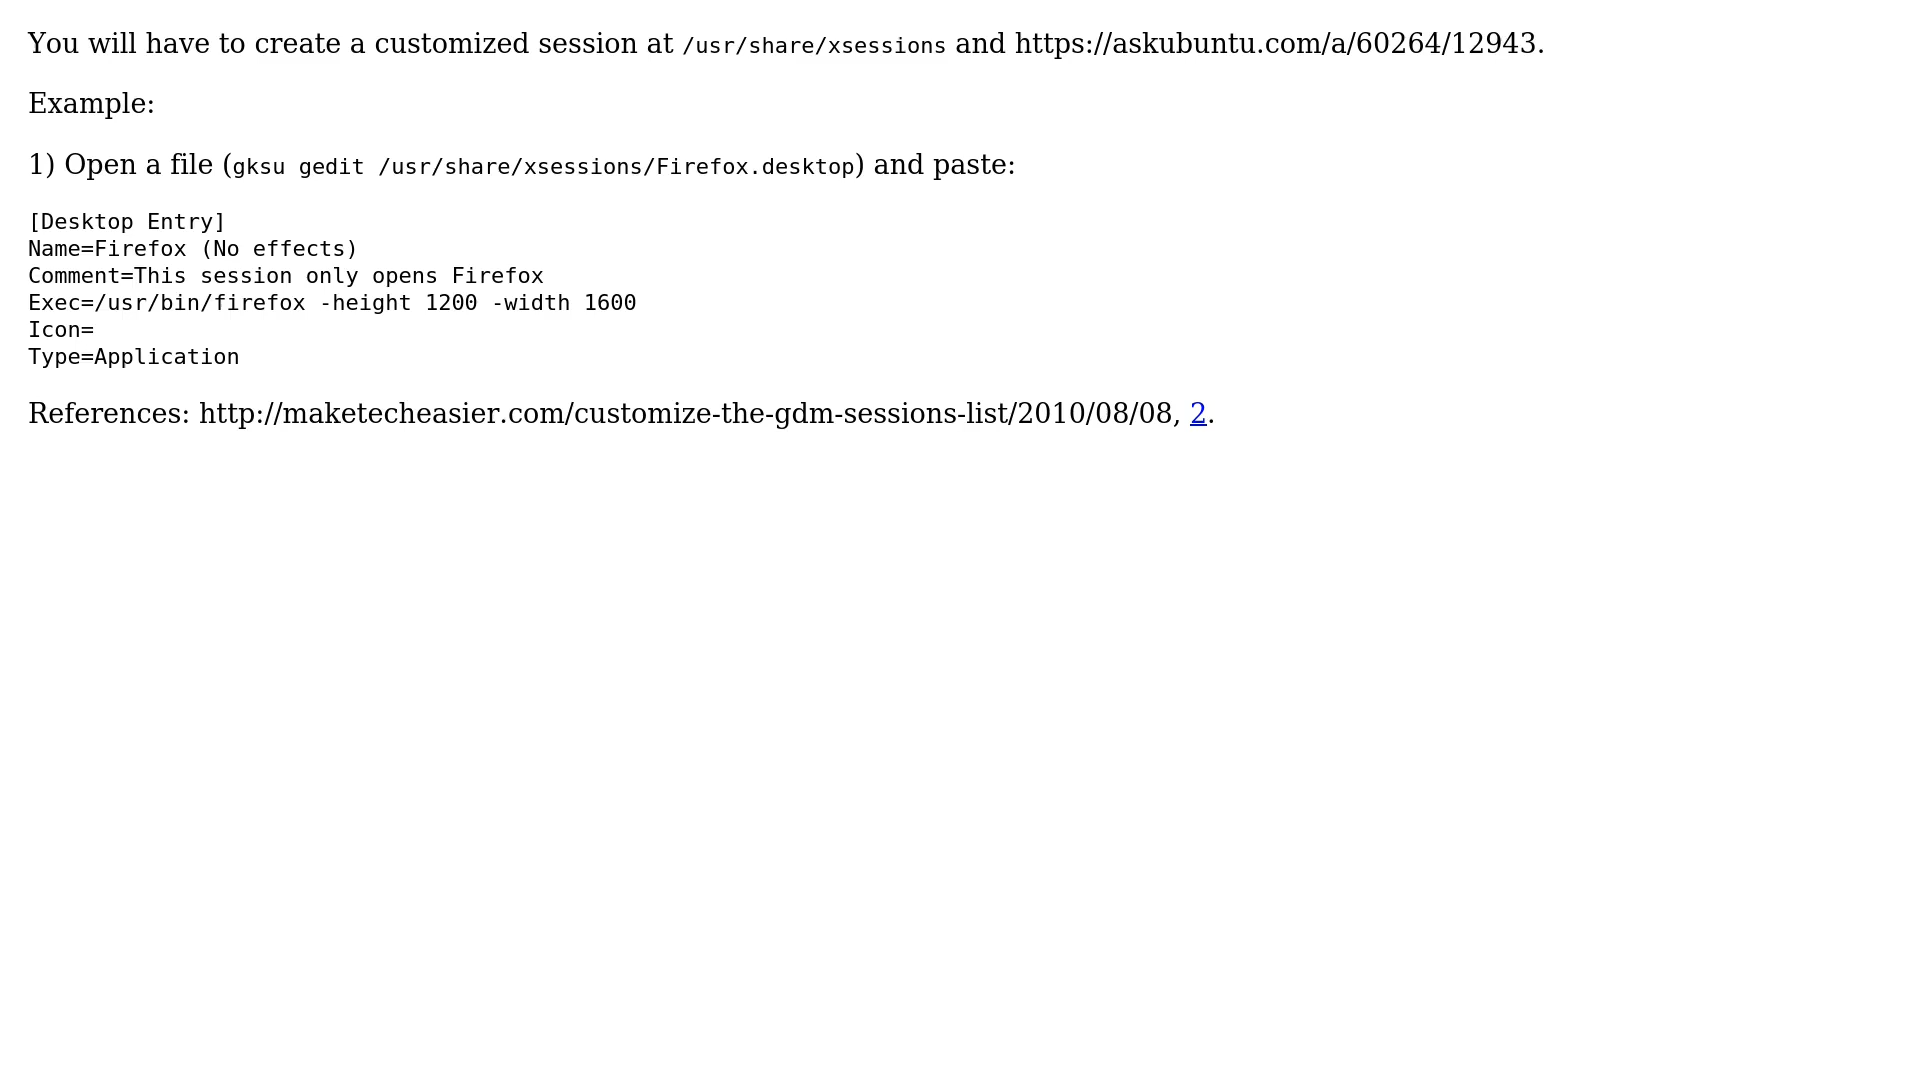 You will have to create a customized session at /usr/share/xsessions and https://askubuntu.com/a/60264/12943.
Example:
1) Open a file (gksu gedit /usr/share/xsessions/Firefox.desktop) and paste:
[Desktop Entry]
Name=Firefox (No effects)
Comment=This session only opens Firefox
Exec=/usr/bin/firefox -height 1200 -width 1600
Icon=
Type=Application
References: http://maketecheasier.com/customize-the-gdm-sessions-list/2010/08/08, 2.